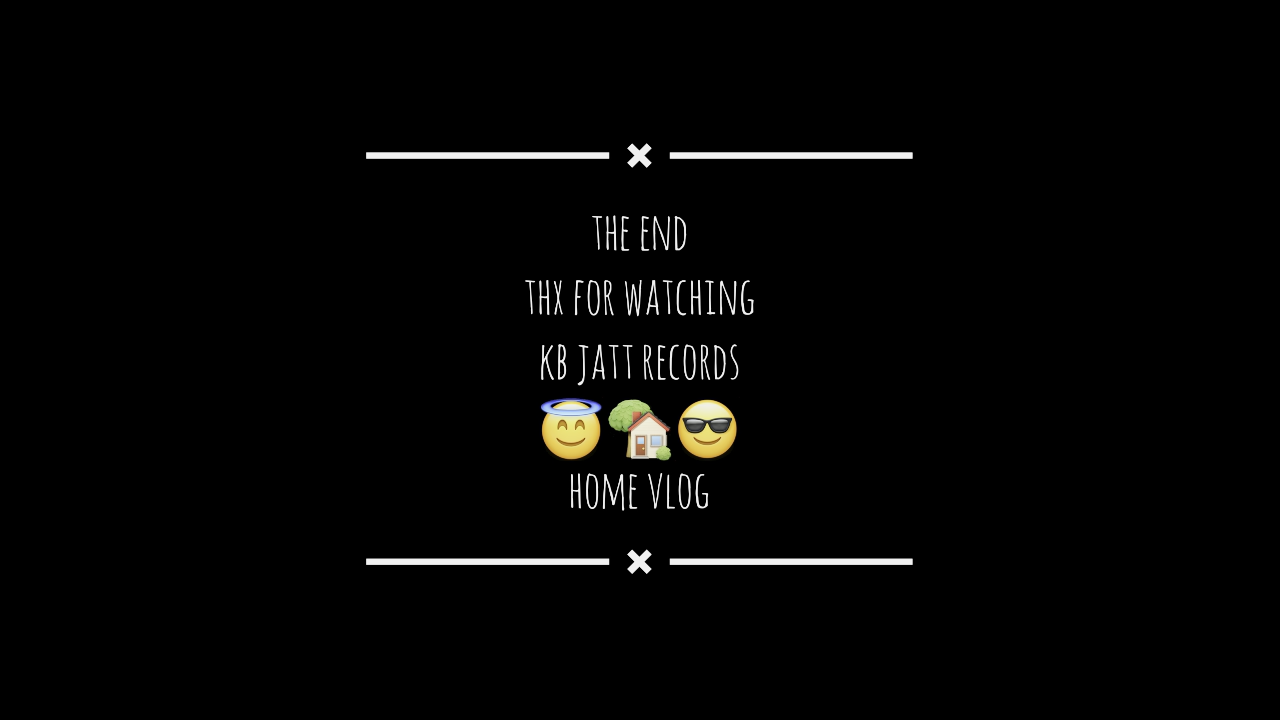 THE END
THX FOR WATCHING
KB JATT RECORDS
😇🏡😎
HOME VLOG